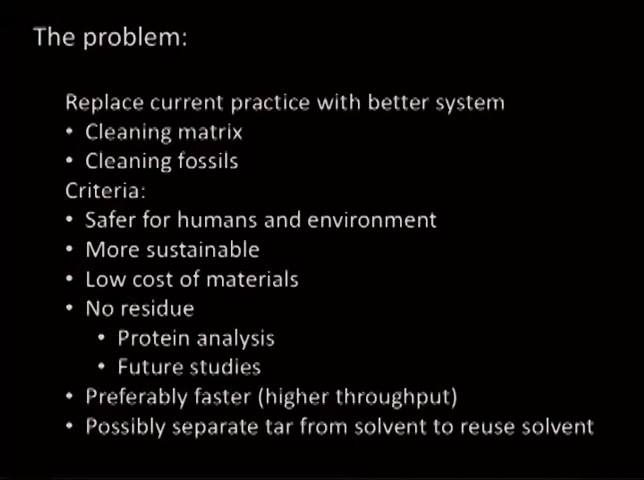 The problem:
Replace current practice with better system
• Cleaning matrix
• Cleaning fossils
Criteria:
• Safer for humans and environment
• More sustainable
• Low cost of materials
• No residue
• Protein analysis
• Future studies
• Preferably faster (higher throughput)
• Possibly separate tar from solvent to reuse solvent